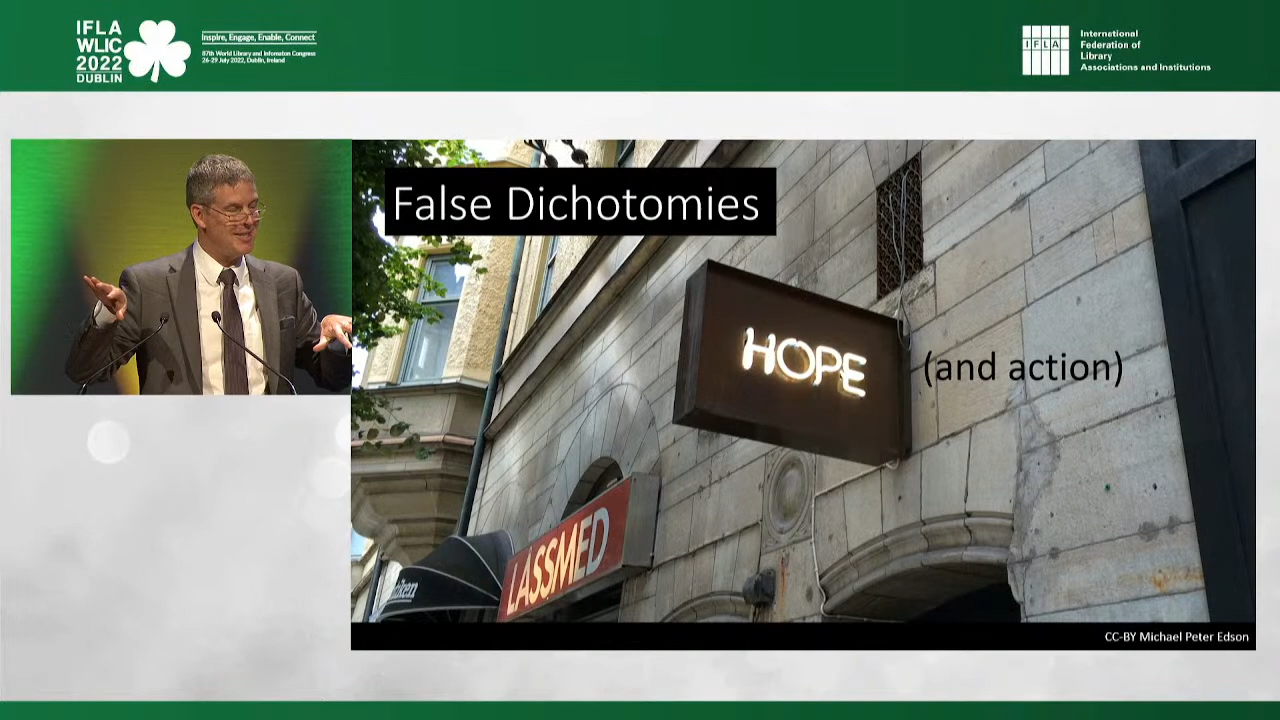 IFLA
WLIC
2022
DUBLIN
Inspire, Engage, Enable, Connect
87th World Library and Infomaton Congress
26-29 July 2022, Dublin, Ireland
IFLA
International
Federation of
Library
Associations and Institutions
False Dichotomies
HOPE
(and action)
LASSMED
iken
CC-BY Michael Peter Edson